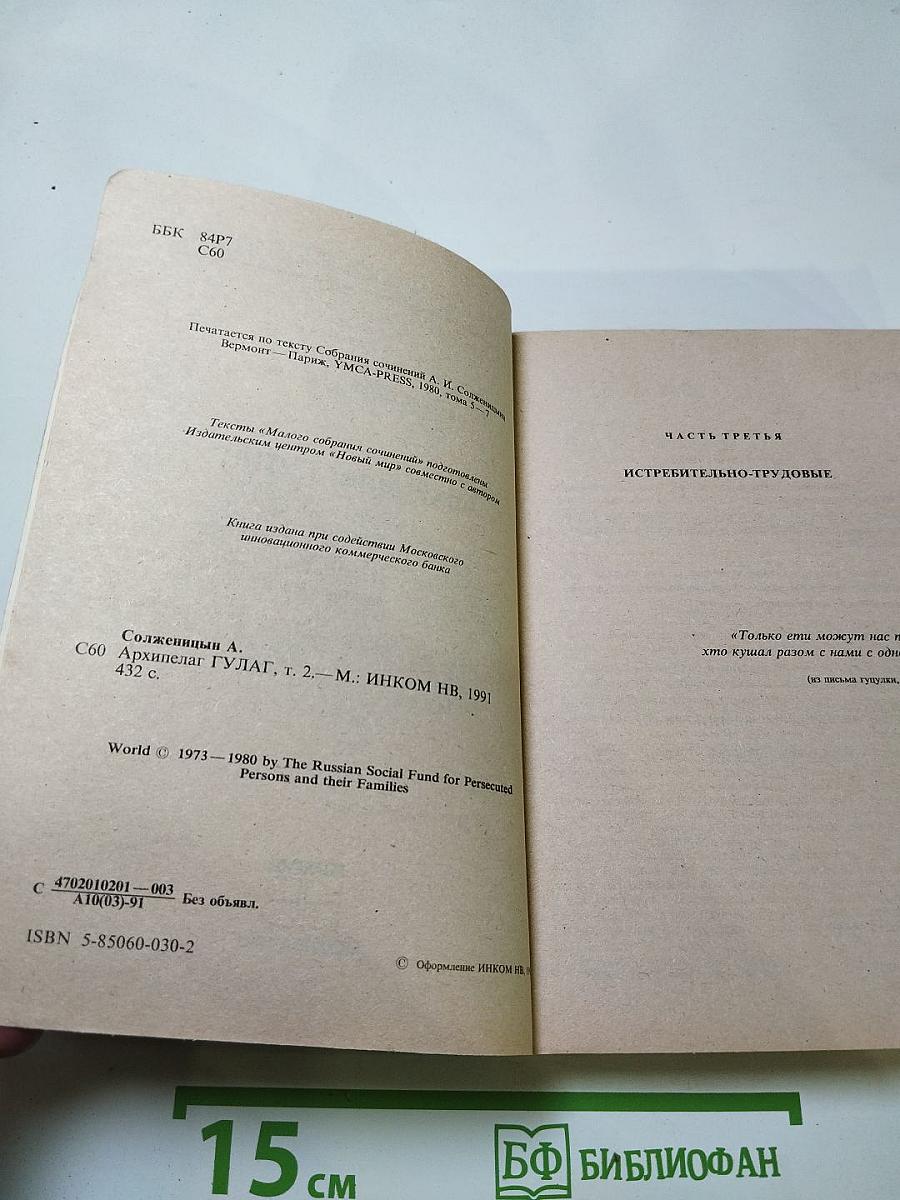 ББК 84Р7
С60
Печатается по тексту Собрания сочинений А. И. Солженицына
Вермонт — Париж, YMCA-PRESS, 1980, тома 5—7
Тексты «Малого собрания сочинений» подготовлены
Издательским центром «Новый мир» совместно с автором
Книга издана при содействии Московского
инновационного коммерческого банка
Солженицын А.
С60 Архипелаг ГУЛАГ, т. 2.— М.: ИНКОМ НВ, 1991
432 с.
World © 1973—1980 by The Russian Social Fund for Persecuted
Persons and their Families
С 4702010201—003
А10(03)-91 Без объявл.
ISBN 5-85060-030-2
© Оформление ИНКОМ НВ,
ЧАСТЬ ТРЕТЬЯ
ИСТРЕБИТЕЛЬНО-ТРУДОВЫЕ
«Только ети можут нас
хто кушал разом с нами с
(из письма гуцулки,
15 см
БФ БИБЛИОФАН